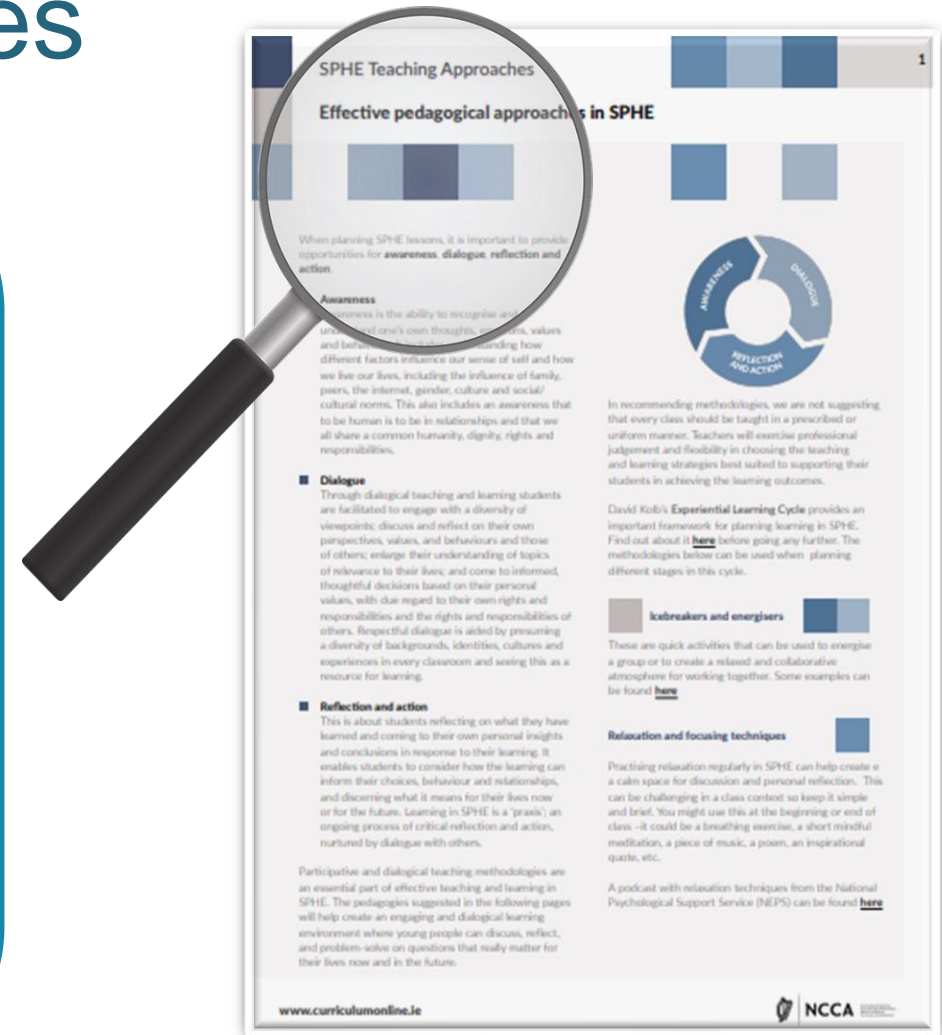 es
1
SPHE Teaching Approaches
Effective pedagogical approaches in SPHE
When planning SPHE lessons, it is important to provide
opportunities for awareness, dialogue, reflection and
action.
Awareness
Awareness is the ability to recognise and
understand one's own thoughts, emotions, values
and understanding how
different factors influence our sense of self and how
we live our lives, including the influence of family,
peers, the internet, gender, culture and social/
cultural norms. This also includes an awareness that
to be human is to be in relationships and that we
all share a common humanity, dignity, rights and
responsibilities.
Dialogue
Through dialogical teaching and learning students
are facilitated to engage with a diversity of
viewpoints; discuss and reflect on their own
perspectives, values, and behaviours and those
of others; enlarge their understanding of topics
of relevance to their lives; and come to informed,
thoughtful decisions based on their personal
values, with due regard to their own rights and
responsibilities and the rights and responsibilities of
others. Respectful dialogue is aided by presuming
a diversity of backgrounds, identities, cultures and
experiences in every classroom and seeing this as a
resource for learning.
Reflection and action
This is about students reflecting on what they have
learned and coming to their own personal insights
and conclusions in response to their learning. It
enables students to consider how the learning can
inform their choices, behaviour and relationships,
and discerning what it means for their lives now
or for the future. Learning in SPHE is a 'praxis'; an
ongoing process of critical reflection and action,
nurtured by dialogue with others.
Participative and dialogical teaching methodologies are
an essential part of effective teaching and learning in
SPHE. The pedagogies suggested in the following pages
will help create an engaging and dialogical learning
environment where young people can discuss, reflect,
and problem-solve on questions that really matter for
their lives now and in the future.
AWARENESS
DIALOGUE
REFLECTION
AND ACTION
In recommending methodologies, we are not suggesting
that every class should be taught in a prescribed or
uniform manner. Teachers will exercise professional
judgement and flexibility in choosing the teaching
and learning strategies best suited to supporting their
students in achieving the learning outcomes.
David Kolb's Experiential Learning Cycle provides an
important framework for planning learning in SPHE.
Find out about it here before going any further. The
methodologies below can be used when planning
different stages in this cycle.
Icebreakers and energisers
These are quick activities that can be used to energise
a group or to create a relaxed and collaborative
atmosphere for working together. Some examples can
be found here
Relaxation and focusing techniques
Practising relaxation regularly in SPHE can help create e
a calm space for discussion and personal reflection. This
can be challenging in a class context so keep it simple
and brief. You might use this at the beginning or end of
class –it could be a breathing exercise, a short mindful
meditation, a piece of music, a poem, an inspirational
quote, etc.
A podcast with relaxation techniques from the National
Psychological Support Service (NEPS) can be found here
www.curriculumonline.ie
NCCA